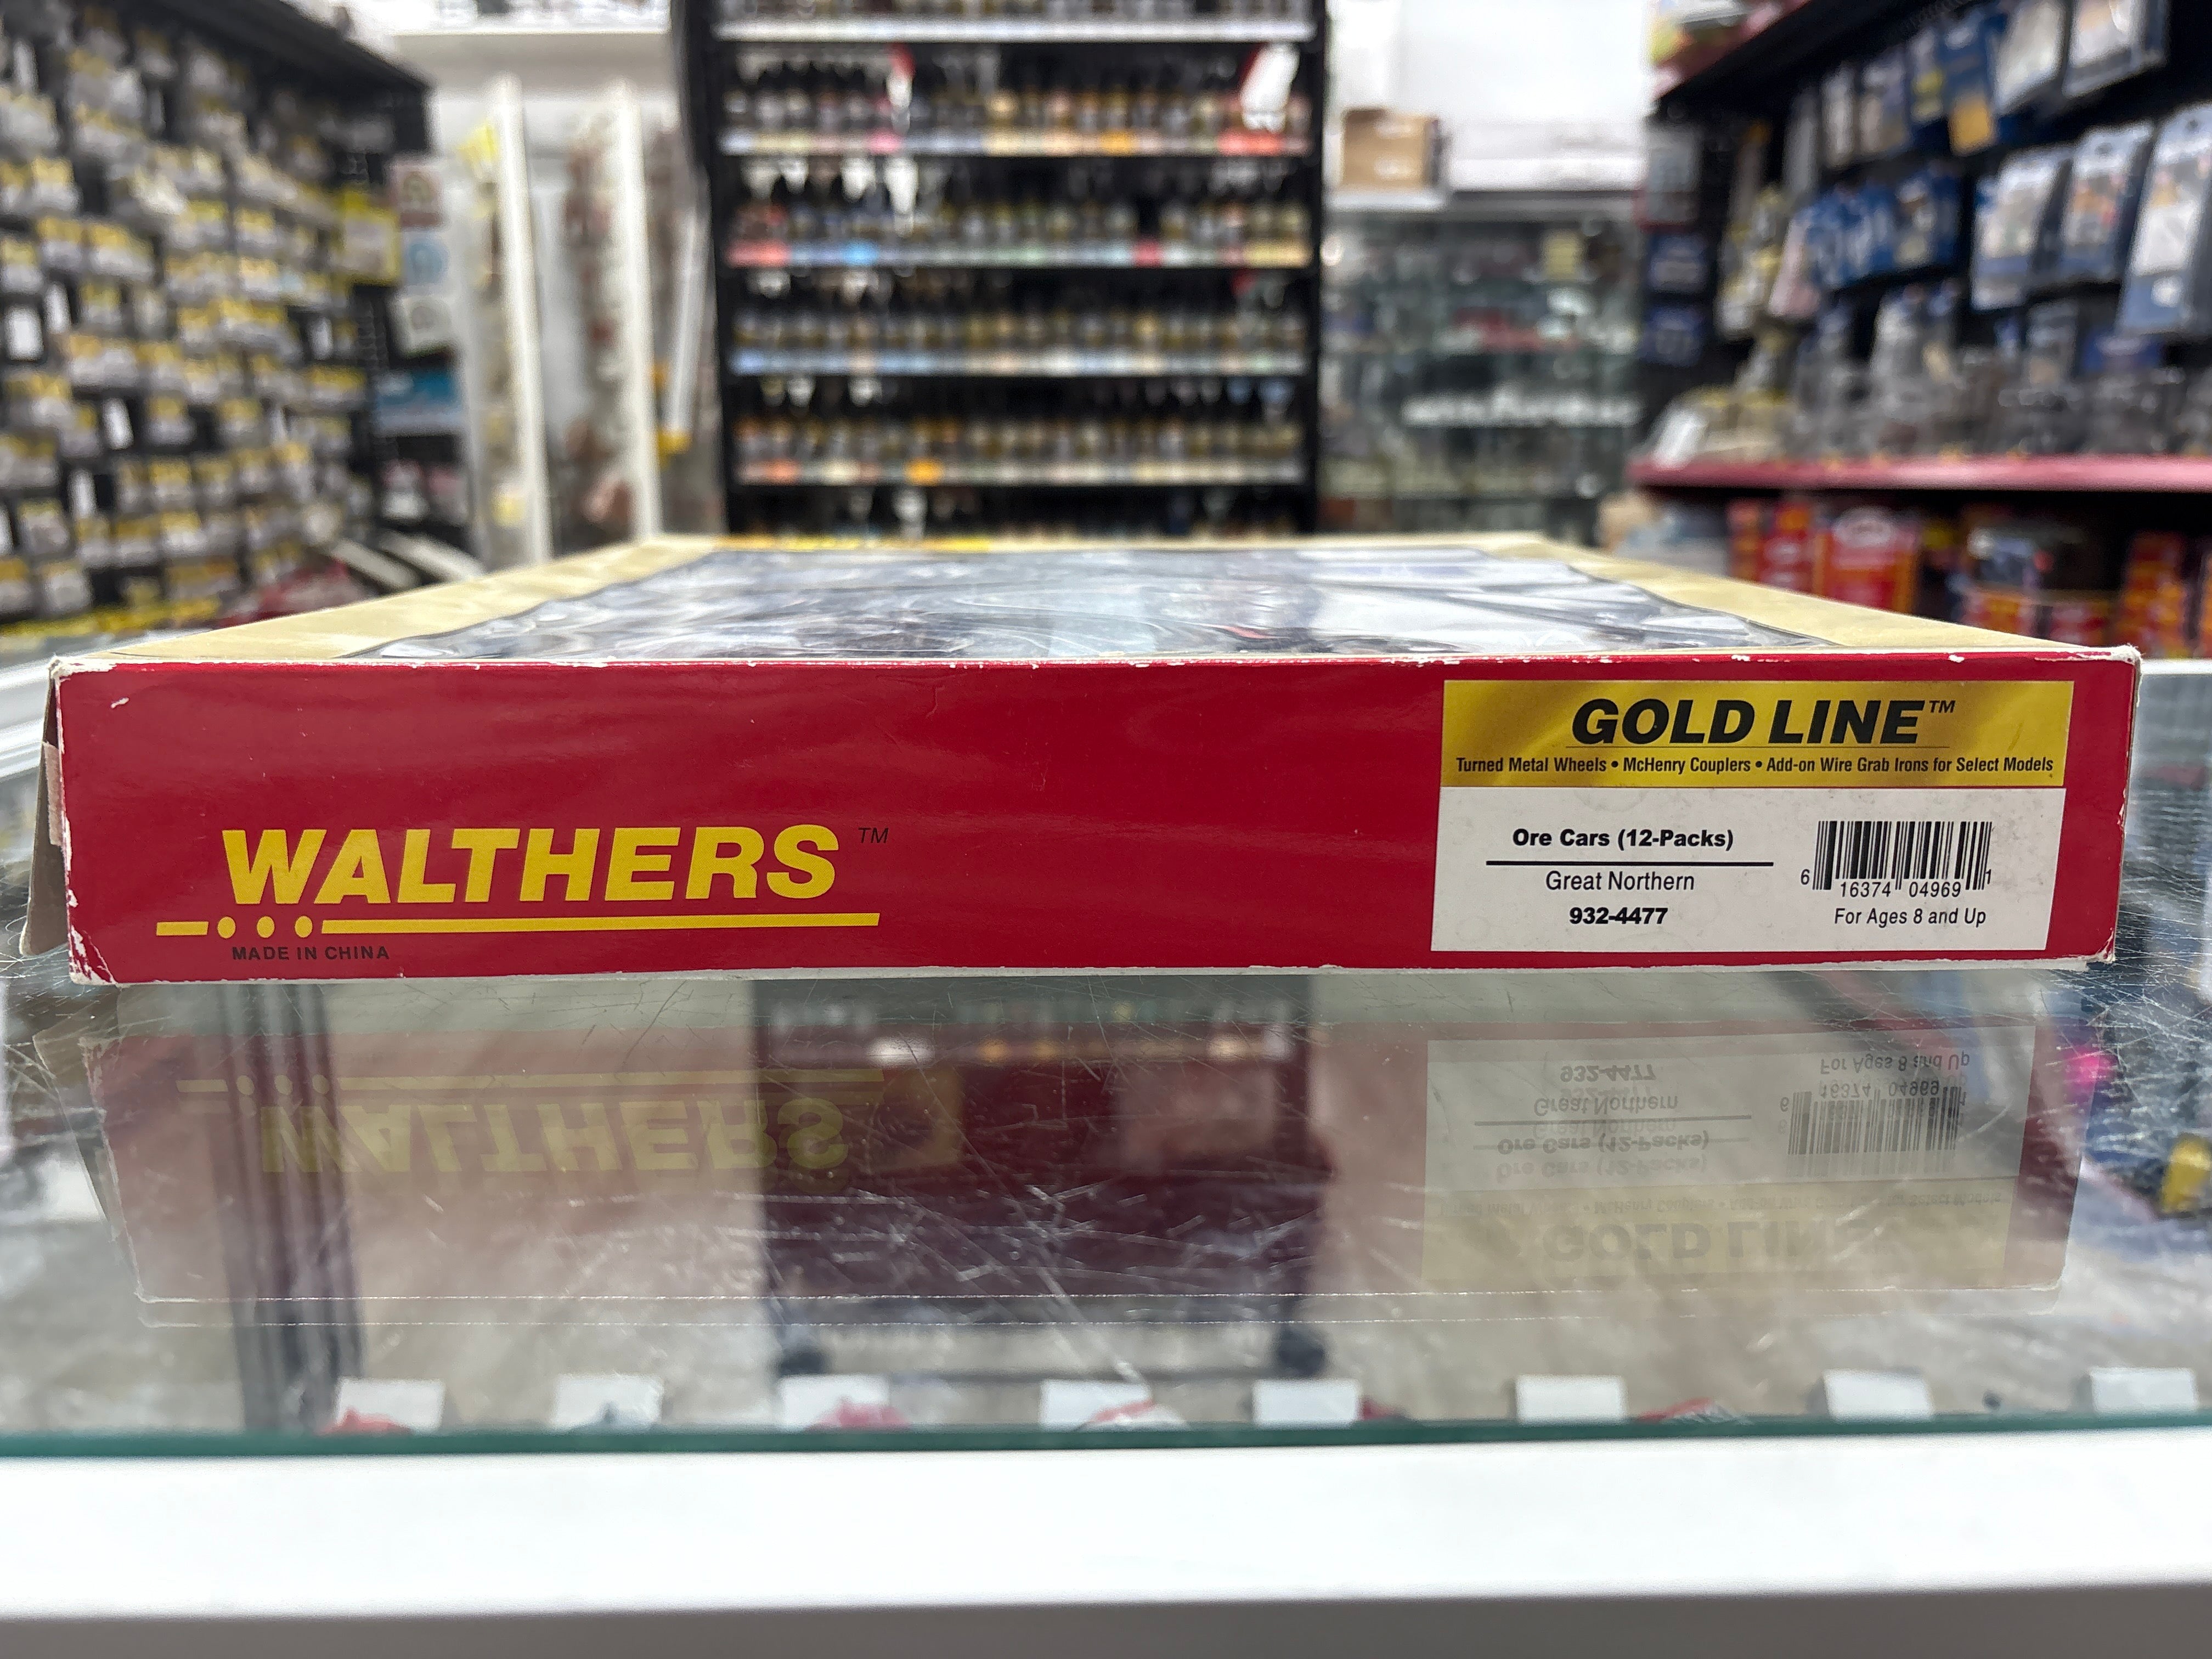 GOLD LINE™
Turned Metal Wheels • McHenry Couplers • Add-on Wire Grab Irons for Select Models
WALTHERS™
MADE IN CHINA
Ore Cars (12-Packs)
Great Northern
932-4477
6 16374 04969 1
For Ages 8 and Up